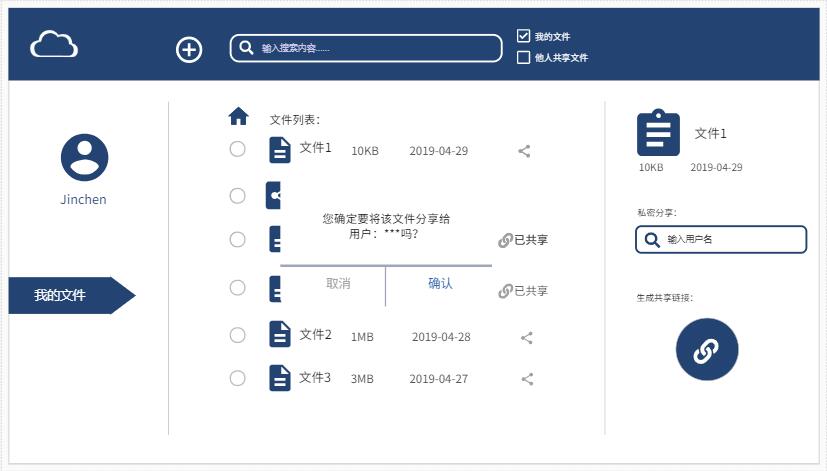 输入搜索内容......
我的文件
他人共享文件
文件列表：
文件1 10KB 2019-04-29
Jinchen
您确定要将该文件分享给
用户：***吗？
已共享
取消 确认
已共享
我的文件
文件2 1MB 2019-04-28
文件3 3MB 2019-04-27
文件1
10KB 2019-04-29
私密分享：
输入用户名
生成共享链接：